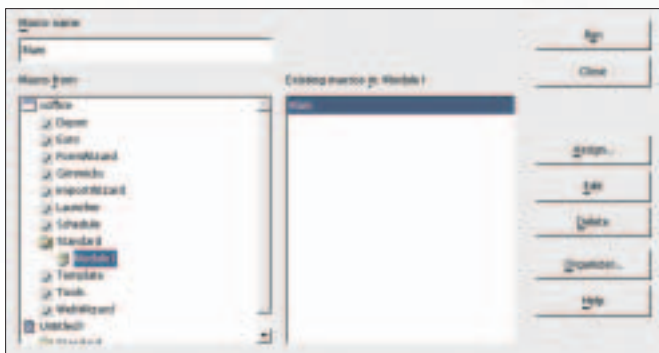 Macro name
Main
Macro from
soffice
Depot
Euro
FormWizard
Gimmicks
ImportWizard
Launcher
Schedule
Standard
Module1
Template
Tools
WebWizard
Untitled1
Standard
Existing macros in: Module1
Main
Run
Close
Assign...
Edit
Delete
Organizer...
Help